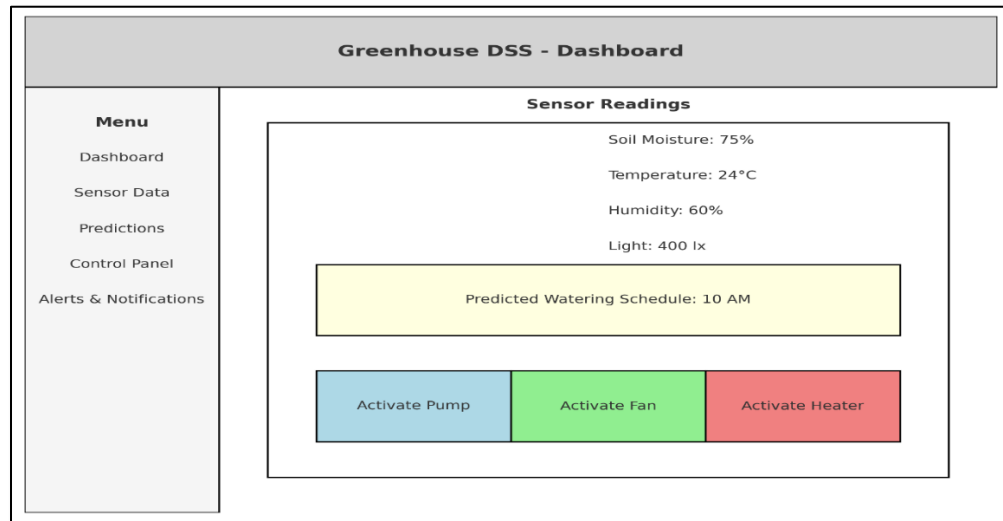 Greenhouse DSS - Dashboard
Menu
Dashboard
Sensor Data
Predictions
Control Panel
Alerts & Notifications
Sensor Readings
Soil Moisture: 75%
Temperature: 24°C
Humidity: 60%
Light: 400 lx
Predicted Watering Schedule: 10 AM
Activate Pump
Activate Fan
Activate Heater